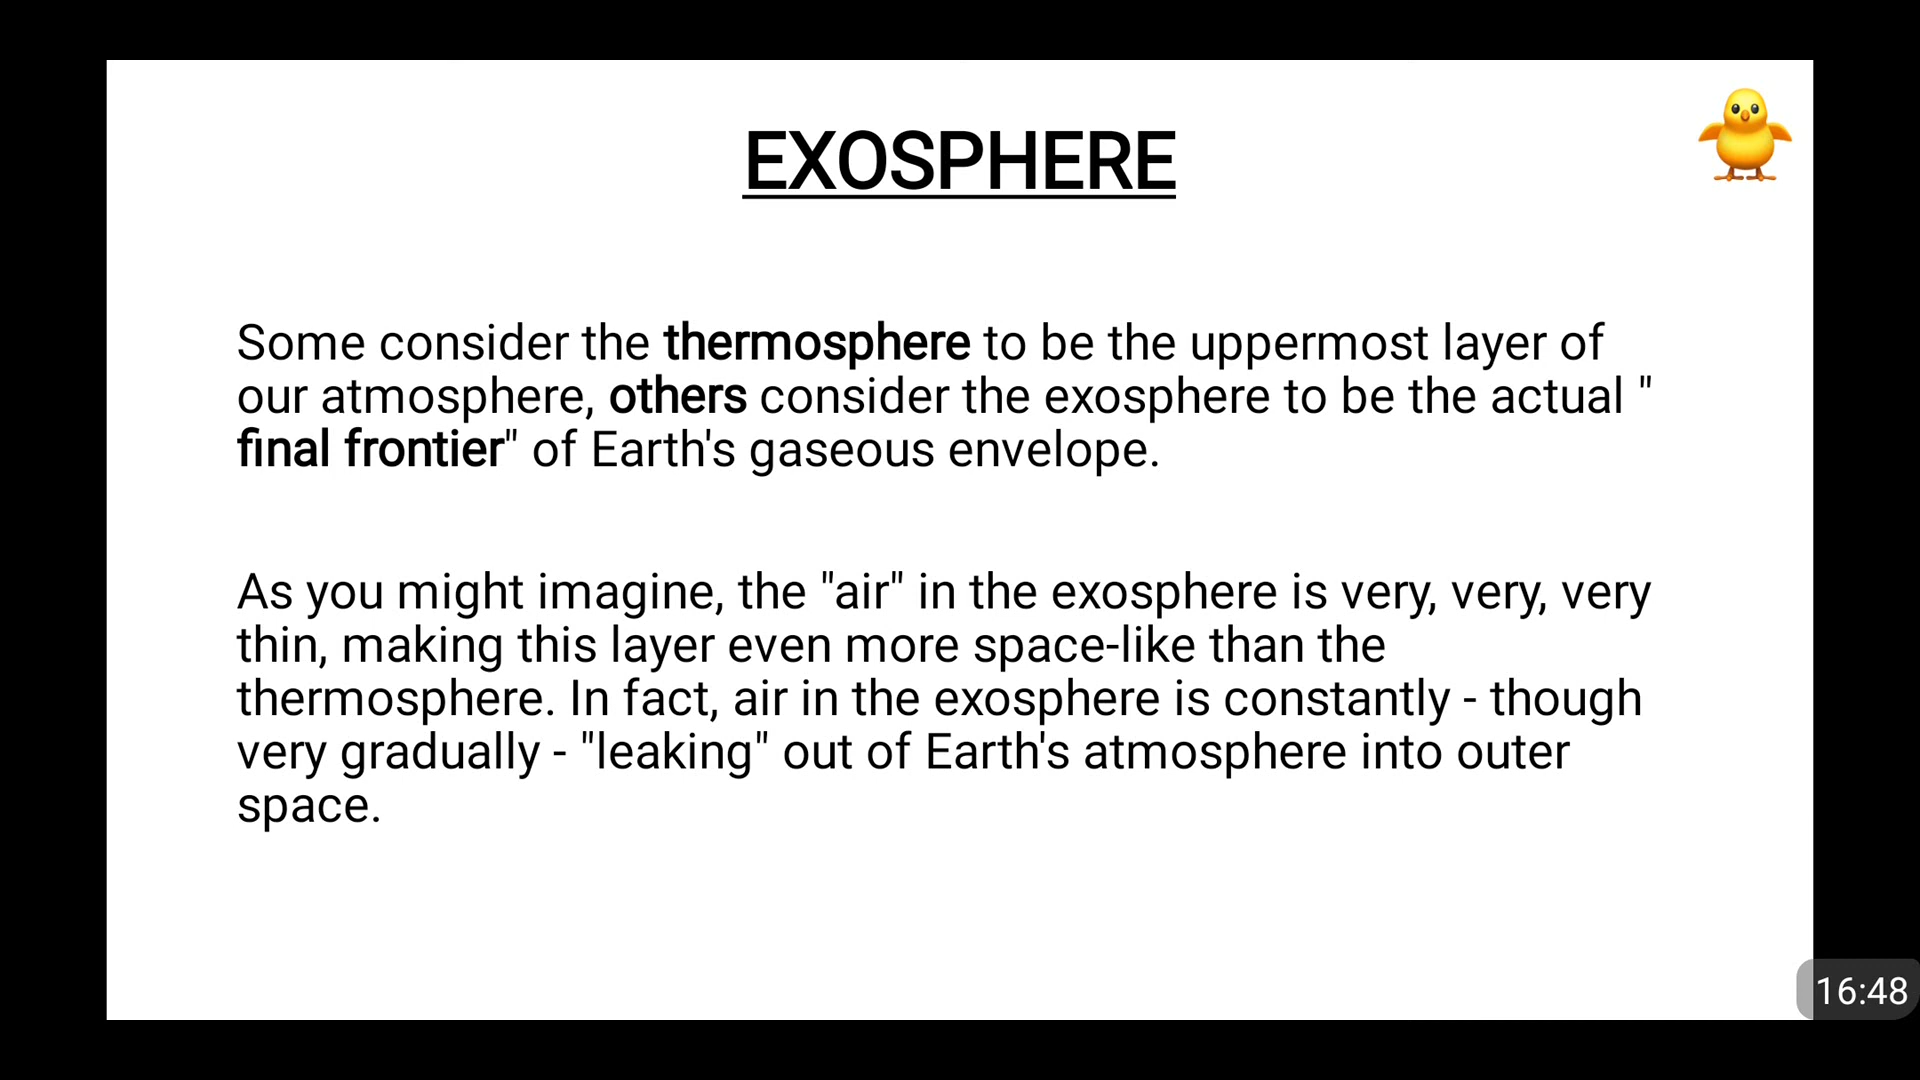 EXOSPHERE
Some consider the thermosphere to be the uppermost layer of
our atmosphere, others consider the exosphere to be the actual "
final frontier" of Earth's gaseous envelope.
As you might imagine, the "air" in the exosphere is very, very, very
thin, making this layer even more space-like than the
thermosphere. In fact, air in the exosphere is constantly - though
very gradually - "leaking" out of Earth's atmosphere into outer
space.
16:48